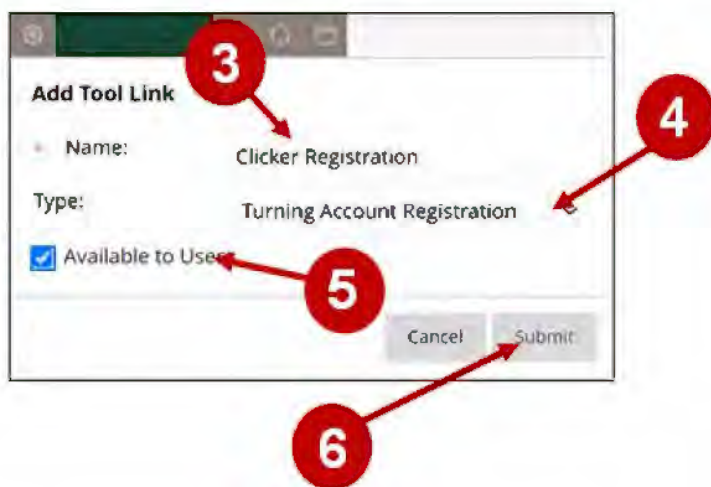 3
Add Tool Link
4
Name:
Clicker Registration
Type:
Turning Account Registration
Available to Users
5
Cancel
Submit
6